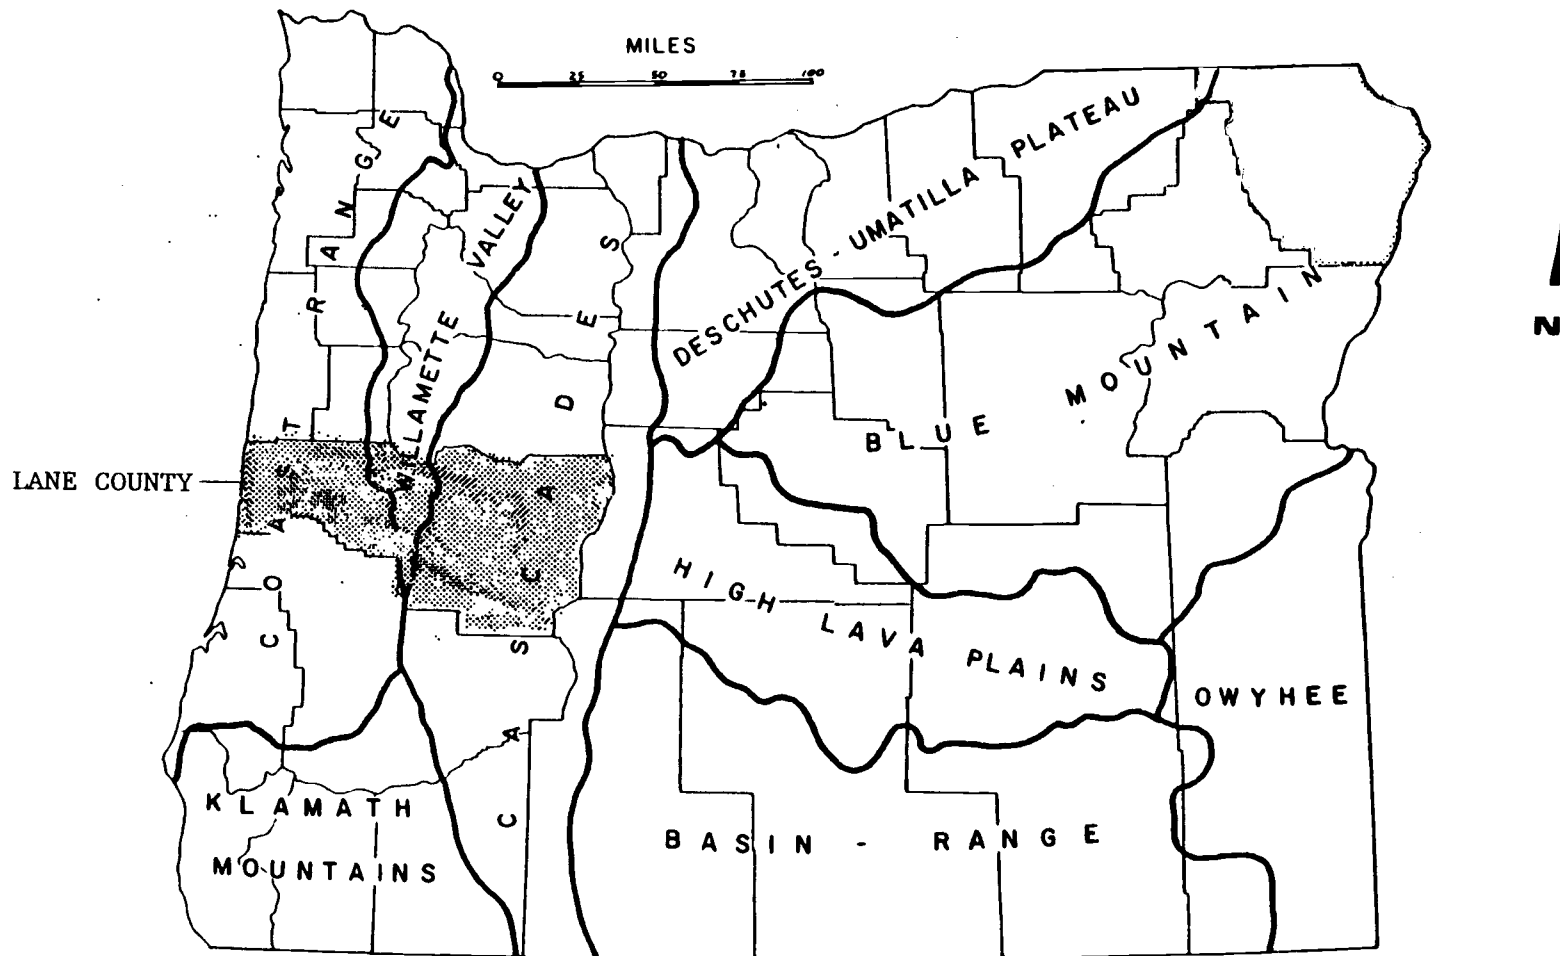 MILES
0 25 50 75 100
N
COAST RANGE
WILLAMETTE VALLEY
CASCADES
DESCHUTES - UMATILLA PLATEAU
BLUE MOUNTAIN
LANE COUNTY
HIGH LAVA PLAINS
OWYHEE
KLAMATH
MOUNTAINS
BASIN - RANGE